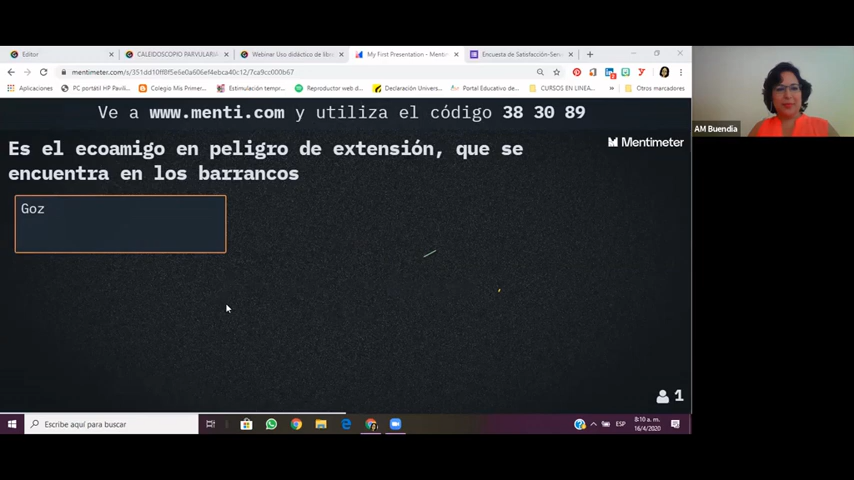 Editor
CALEIDOSCOPIO PARVULARIA
Webinar Uso didáctico de libr
My First Presentation - Mentim
Encuesta de Satisfacción-Serv
mentimeter.com/s/351dd10ff8f5e6e0a606ef4ebca40c12/7ca9cc000b67
Aplicaciones
PC portátil HP Pavili...
Colegio Mis Primer...
Estimulación tempr...
Reproductor web d...
Declaración Univers...
Portal Educativo de...
CURSOS EN LINEA...
Otros marcadores
Ve a www.menti.com y utiliza el código 38 30 89
Es el ecoamigo en peligro de extensión, que se
encuentra en los barrancos
Mentimeter
Goz
1
AM Buendia
Escribe aquí para buscar
ESP
8:10 a. m.
16/4/2020